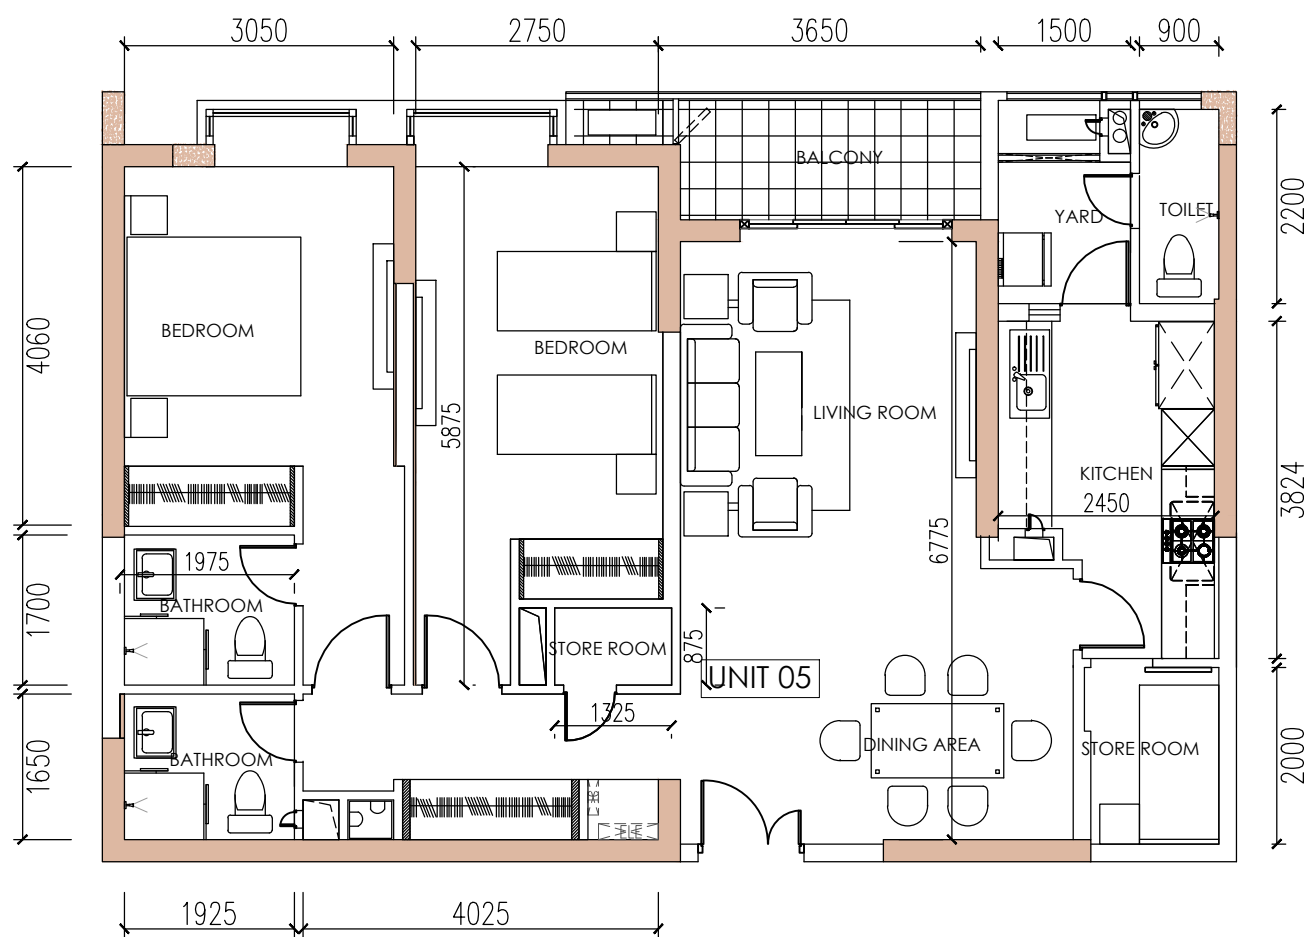 3050
2750
3650
1500
900
BALCONY
YARD
TOILET
2200
4060
BEDROOM
BEDROOM
5875
LIVING ROOM
KITCHEN
2450
3824
6775
1975
1700
BATHROOM
STORE ROOM
875
UNIT 05
1325
1650
BATHROOM
DINING AREA
STORE ROOM
2000
1925
4025